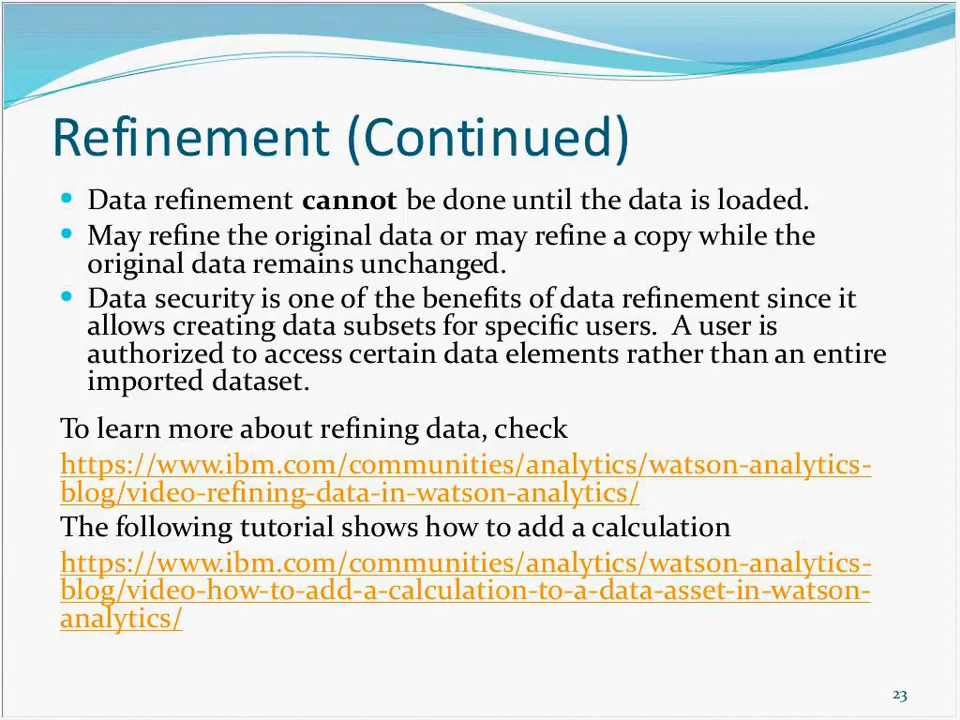 Refinement (Continued)
• Data refinement cannot be done until the data is loaded.
• May refine the original data or may refine a copy while the
original data remains unchanged.
• Data security is one of the benefits of data refinement since it
allows creating data subsets for specific users.  A user is
authorized to access certain data elements rather than an entire
imported dataset.
To learn more about refining data, check
https://www.ibm.com/communities/analytics/watson-analytics-
blog/video-refining-data-in-watson-analytics/
The following tutorial shows how to add a calculation
https://www.ibm.com/communities/analytics/watson-analytics-
blog/video-how-to-add-a-calculation-to-a-data-asset-in-watson-
analytics/
23